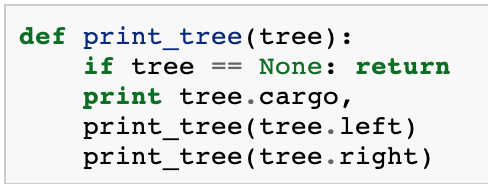 def print_tree(tree):
    if tree == None: return
    print tree.cargo,
    print_tree(tree.left)
    print_tree(tree.right)